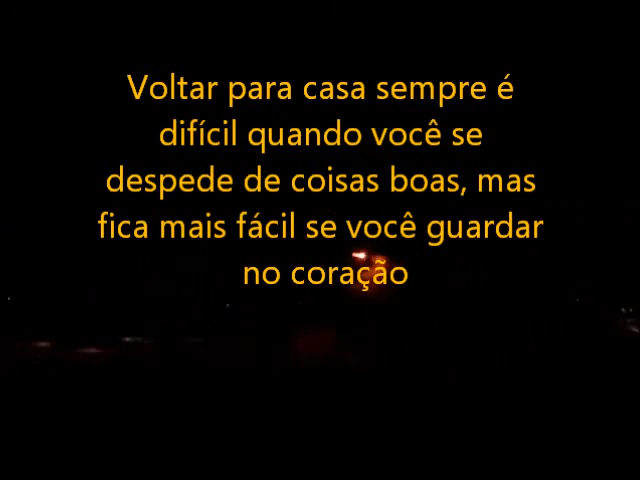 Voltar para casa sempre é
difícil quando você se
despede de coisas boas, mas
fica mais fácil se você guardar
no coração